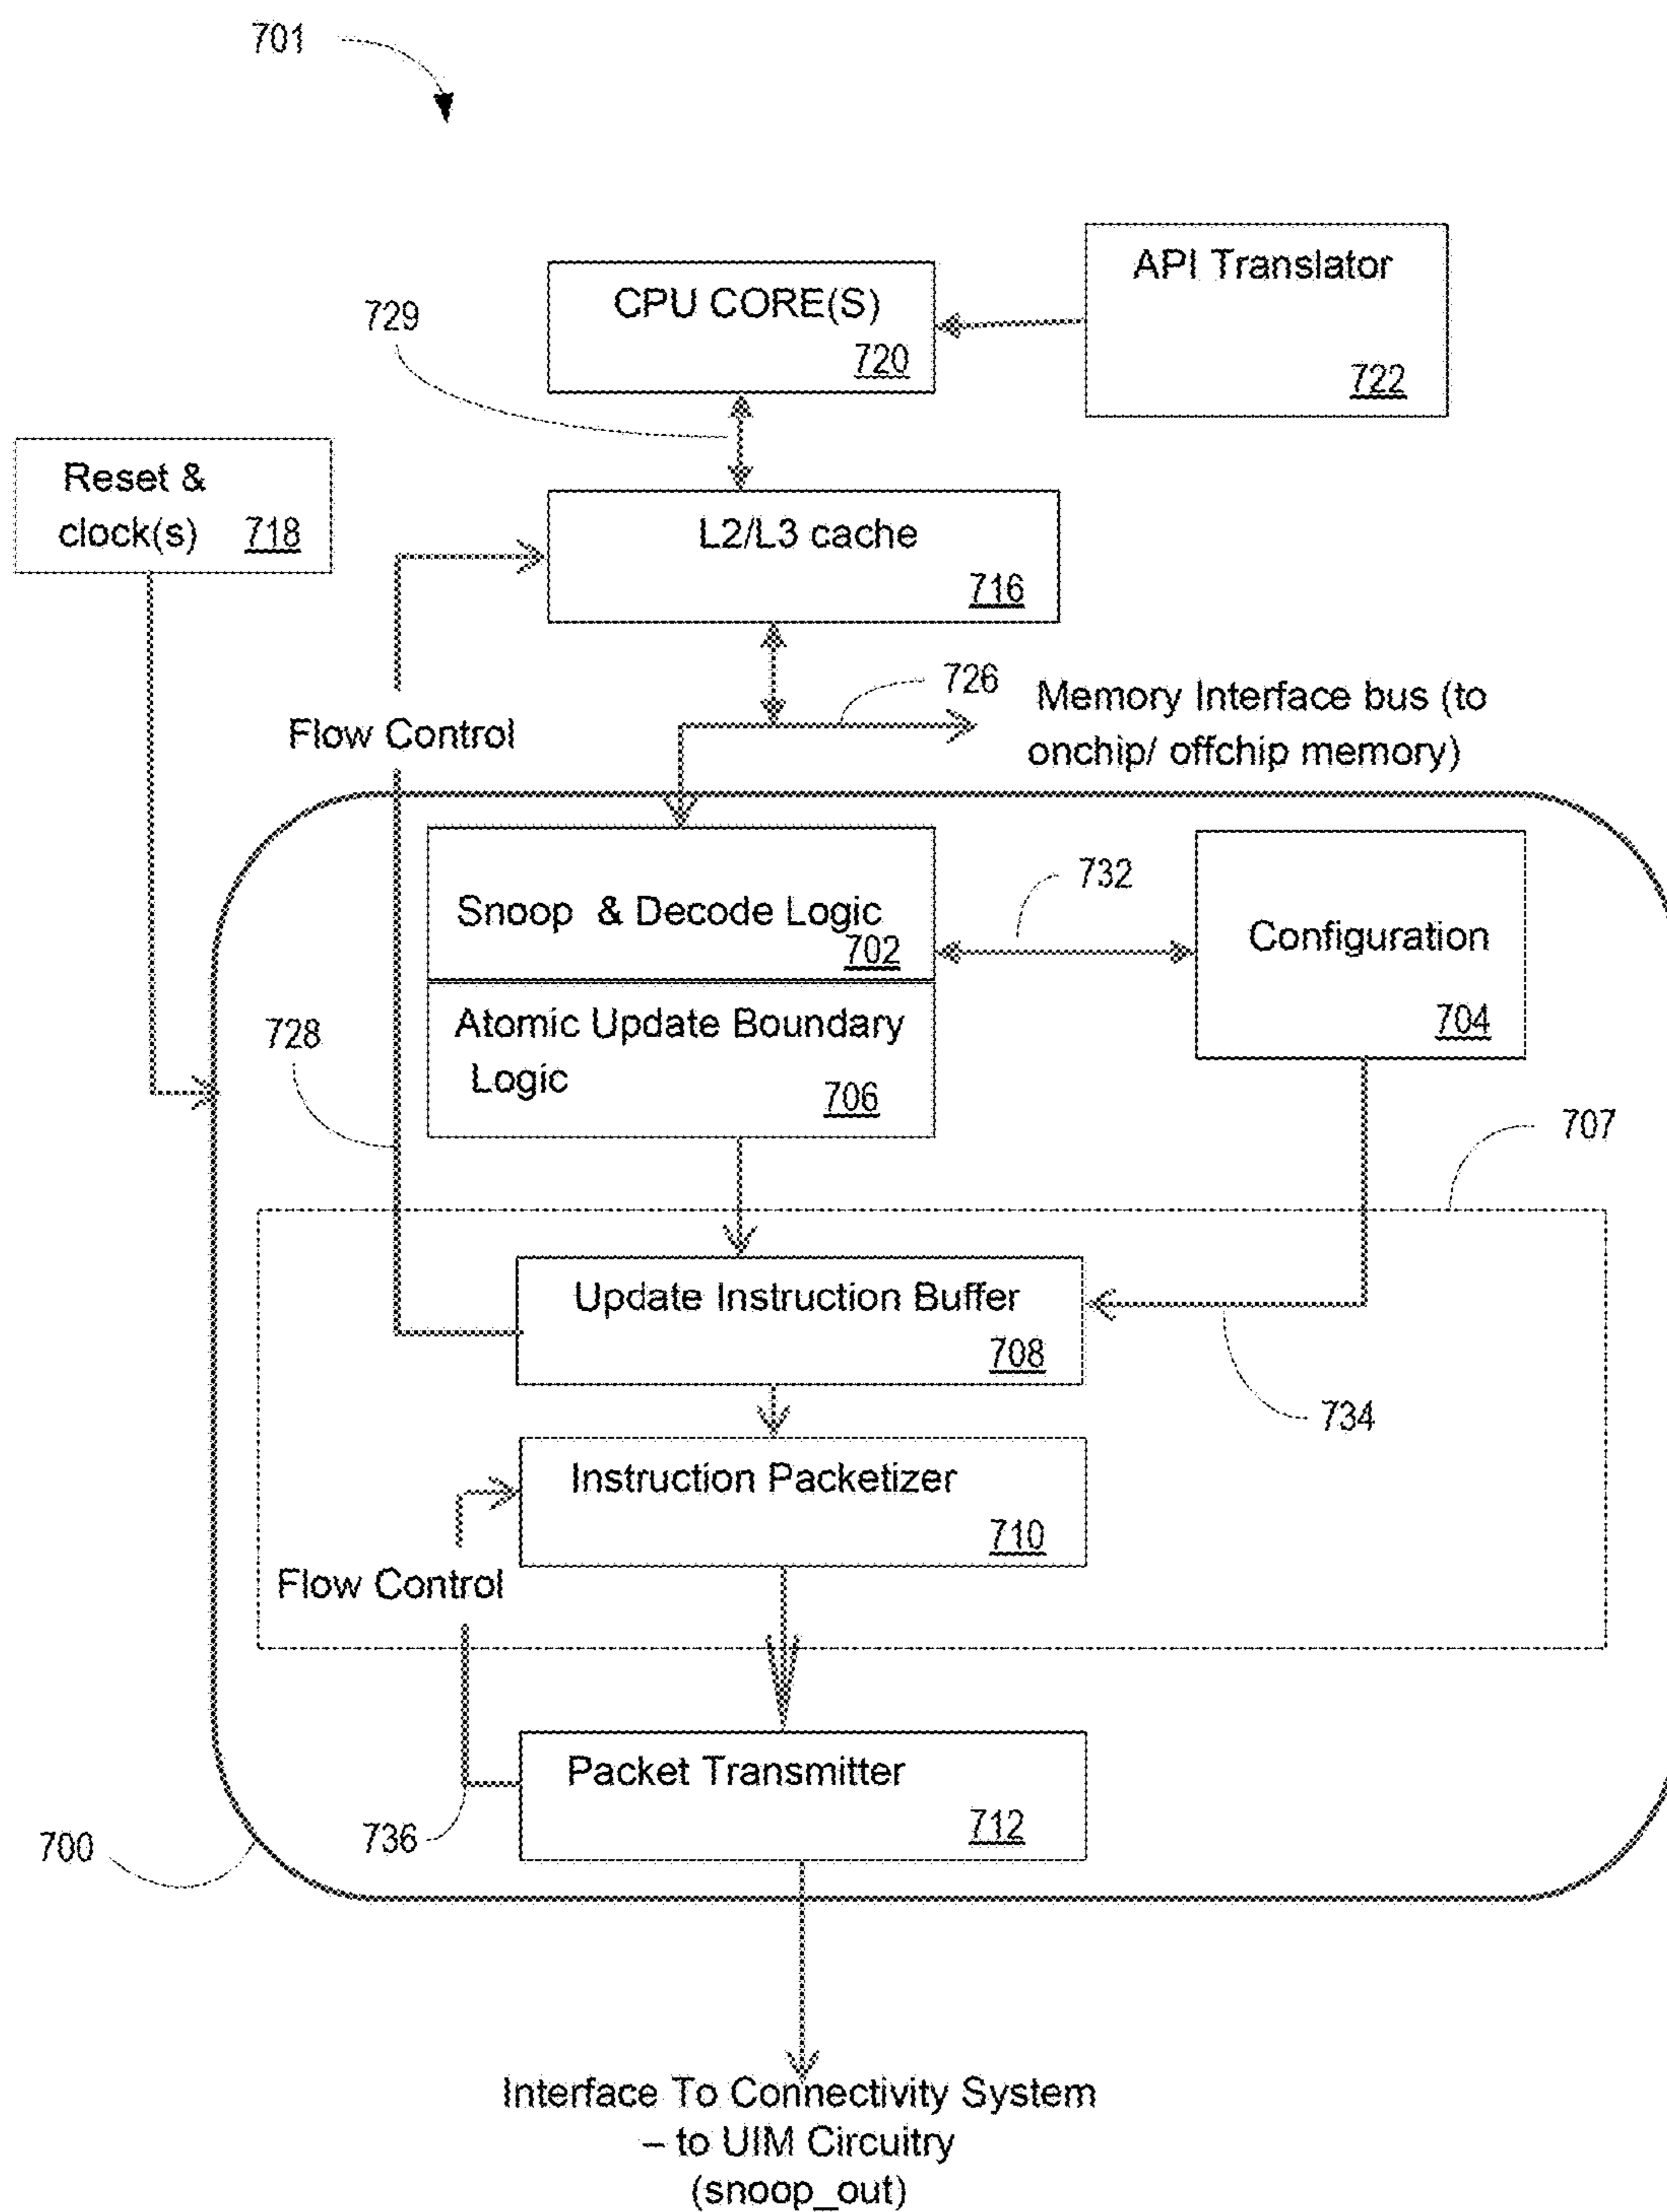 701
API Translator
722
CPU CORE(S)
720
729
Reset &
clock(s) 718
L2/L3 cache
716
726
Memory Interface bus (to
onchip/ offchip memory)
Flow Control
Snoop & Decode Logic
702
732
Configuration
704
Atomic Update Boundary
Logic
706
728
707
Update Instruction Buffer
708
734
Instruction Packetizer
710
Flow Control
Packet Transmitter
712
736
700
Interface To Connectivity System
– to UIM Circuitry
(snoop_out)